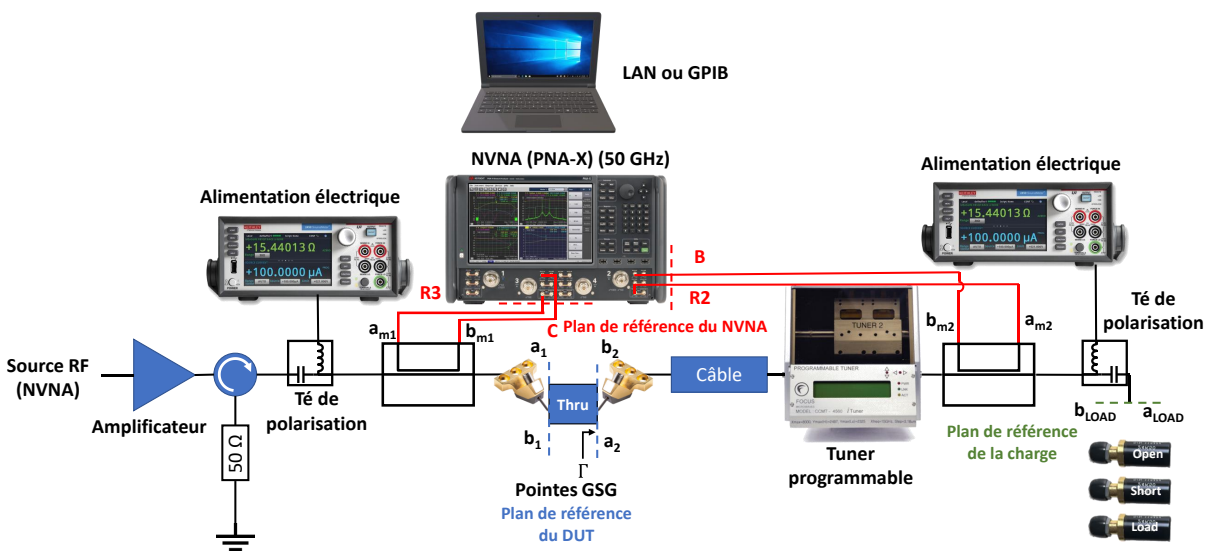 LAN ou GPIB
NVNA (PNA-X) (50 GHz)
Alimentation électrique
Alimentation électrique
+15.44013 Ω
+100.0000 µA
+15.44013 Ω
+100.0000 µA
B
R3
R2
C
Plan de référence du NVNA
a_m1
b_m1
b_m2
a_m2
Té de
polarisation
Source RF
(NVNA)
Amplificateur
50 Ω
Té de
polarisation
a_1
b_2
Thru
b_1
a_2
Γ
Pointes GSG
Plan de référence
du DUT
Câble
TUNER 2
PROGRAMMABLE TUNER
FOCUS
Tuner
programmable
b_LOAD
a_LOAD
Plan de référence
de la charge
Open
Short
Load